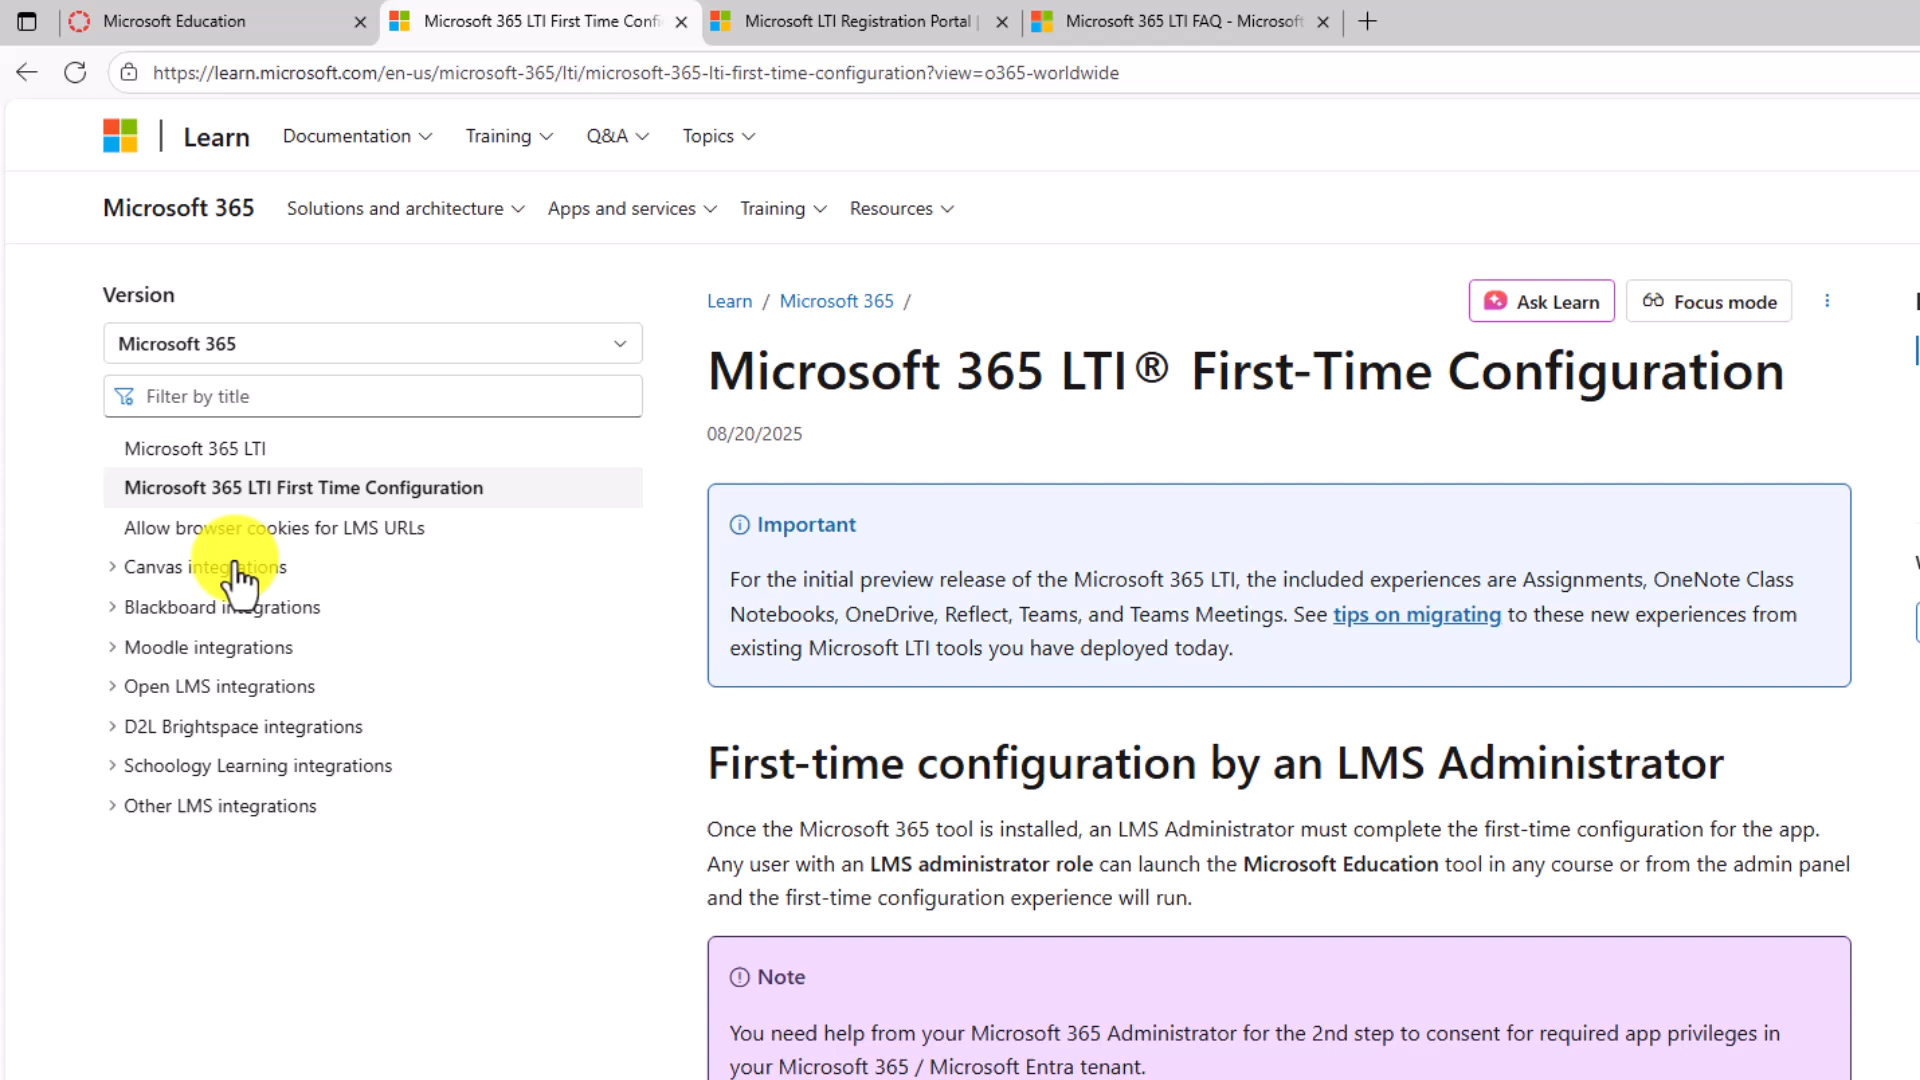 Microsoft Education
Microsoft 365 LTI First Time Confi
Microsoft LTI Registration Portal |
Microsoft 365 LTI FAQ - Microsoft
https://learn.microsoft.com/en-us/microsoft-365/lti/microsoft-365-lti-first-time-configuration?view=o365-worldwide
Learn
Documentation
Training
Q&A
Topics
Microsoft 365
Solutions and architecture
Apps and services
Training
Resources
Version
Microsoft 365
Filter by title
Microsoft 365 LTI
Microsoft 365 LTI First Time Configuration
Allow browser cookies for LMS URLs
Canvas integrations
Blackboard integrations
Moodle integrations
Open LMS integrations
D2L Brightspace integrations
Schoology Learning integrations
Other LMS integrations
Learn / Microsoft 365 /
Ask Learn
Focus mode
Microsoft 365 LTI® First-Time Configuration
08/20/2025
Important
For the initial preview release of the Microsoft 365 LTI, the included experiences are Assignments, OneNote Class
Notebooks, OneDrive, Reflect, Teams, and Teams Meetings. See tips on migrating to these new experiences from
existing Microsoft LTI tools you have deployed today.
First-time configuration by an LMS Administrator
Once the Microsoft 365 tool is installed, an LMS Administrator must complete the first-time configuration for the app.
Any user with an LMS administrator role can launch the Microsoft Education tool in any course or from the admin panel
and the first-time configuration experience will run.
Note
You need help from your Microsoft 365 Administrator for the 2nd step to consent for required app privileges in
your Microsoft 365 / Microsoft Entra tenant.